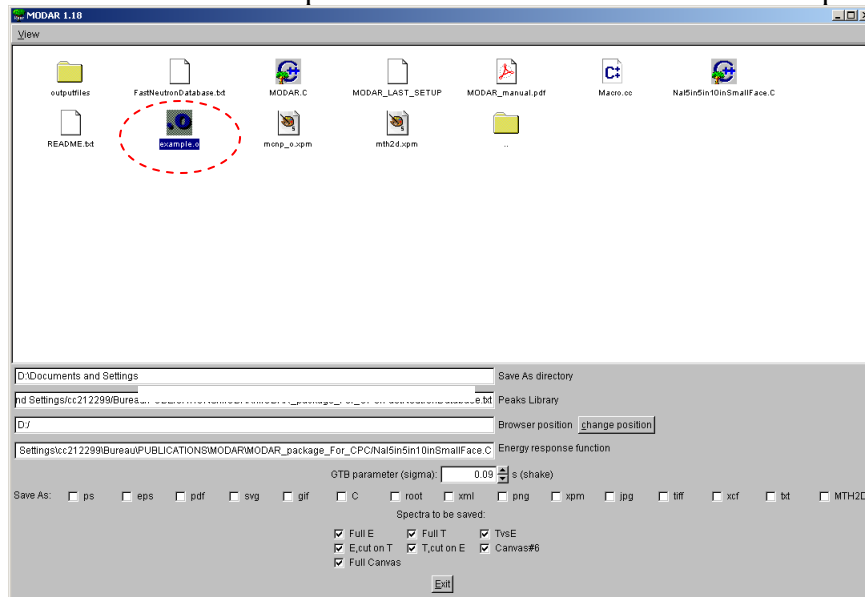 MODAR 1.18
View
outputfiles FastNeutronDatabase.txt MODAR.C MODAR_LAST_SETUP MODAR_manual.pdf Macro.cc NaI5in5in10inSmallFace.C
README.txt example.o mcnp_o.xpm mth2d.xpm ..
D:\Documents and Settings Save As directory
nd Settings/cc212299/ .txt Peaks Library
D:/ Browser position change position
Settings\cc212299\Bureau\PUBLICATIONS\MODAR\MODAR_package_For_CPC/NaI5in5in10inSmallFace.C Energy response function
GTB parameter (sigma): 0.09 s (shake)
Save As: ps eps pdf svg gif C root xml png xpm jpg tiff xcf txt MTH2D
Spectra to be saved:
Full E Full T TvsE
E,cut on T T,cut on E Canvas#6
Full Canvas
Exit